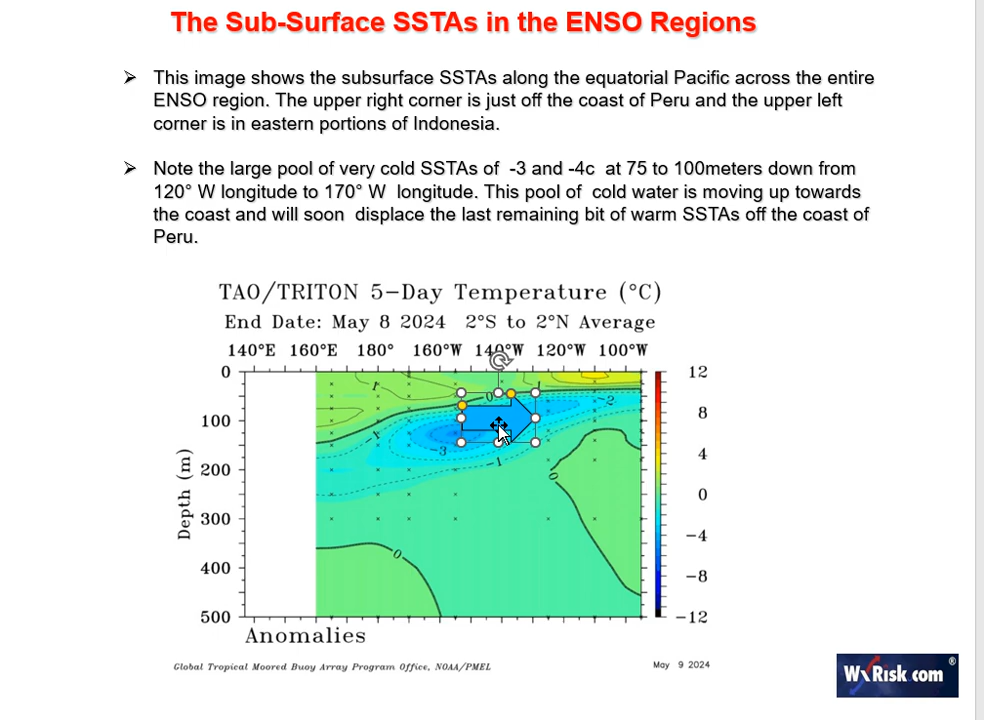 The Sub-Surface SSTAs in the ENSO Regions
This image shows the subsurface SSTAs along the equatorial Pacific across the entire
ENSO region. The upper right corner is just off the coast of Peru and the upper left
corner is in eastern portions of Indonesia.
Note the large pool of very cold SSTAs of -3 and -4c at 75 to 100meters down from
120° W longitude to 170° W longitude. This pool of cold water is moving up towards
the coast and will soon displace the last remaining bit of warm SSTAs off the coast of
Peru.
TAO/TRITON 5-Day Temperature (°C)
End Date: May 8 2024 2°S to 2°N Average
140°E 160°E 180° 160°W 140°W 120°W 100°W
0
100
200
300
400
500
Depth (m)
1
0
1
-2
-1
-3
-1
0
0
12
8
4
0
-4
-8
-12
Anomalies
Global Tropical Moored Buoy Array Program Office, NOAA/PMEL
May 9 2024
WxRisk com ®